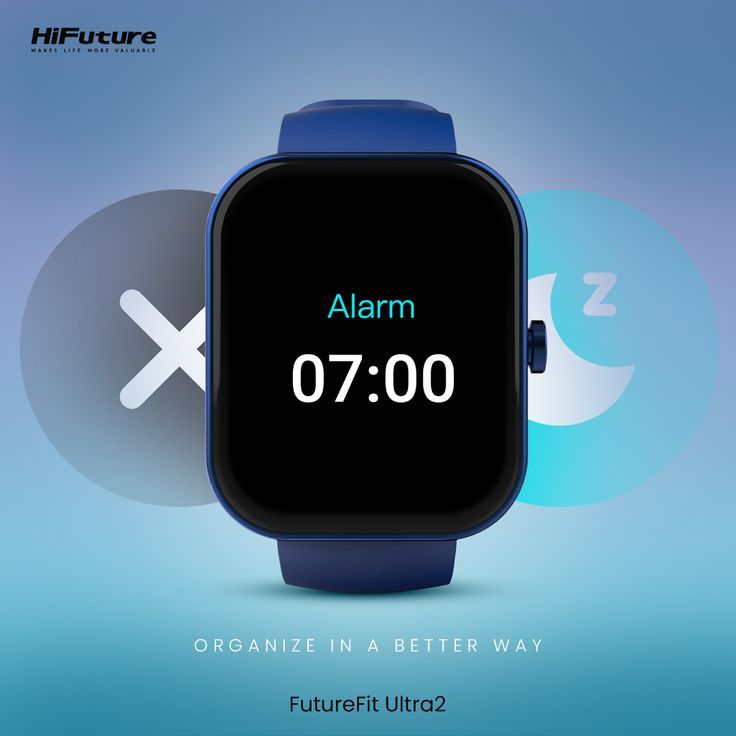 HiFuture
MAKES LIFE MORE VALUABLE
Z
Alarm
07:00
ORGANIZE IN A BETTER WAY
FutureFit Ultra2